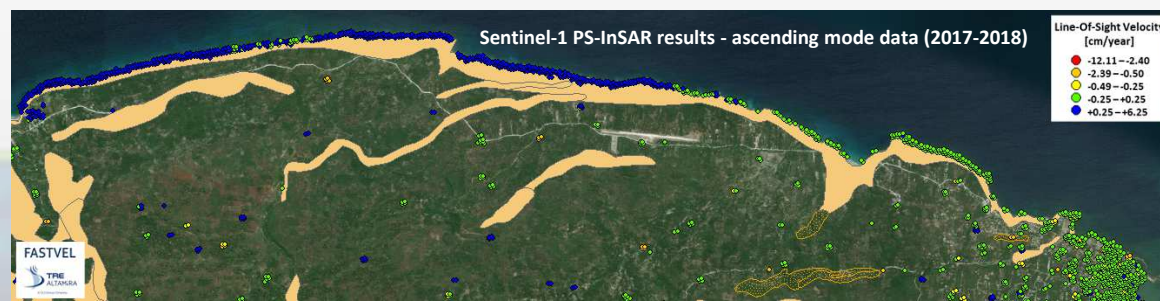 Sentinel-1 PS-InSAR results - ascending mode data (2017-2018)
Line-Of-Sight Velocity
[cm/year]
-12.11 – -2.40
-2.39 – -0.50
-0.49 – -0.25
-0.25 – +0.25
+0.25 – +6.25
FASTVEL
TRE
ALTAMIRA